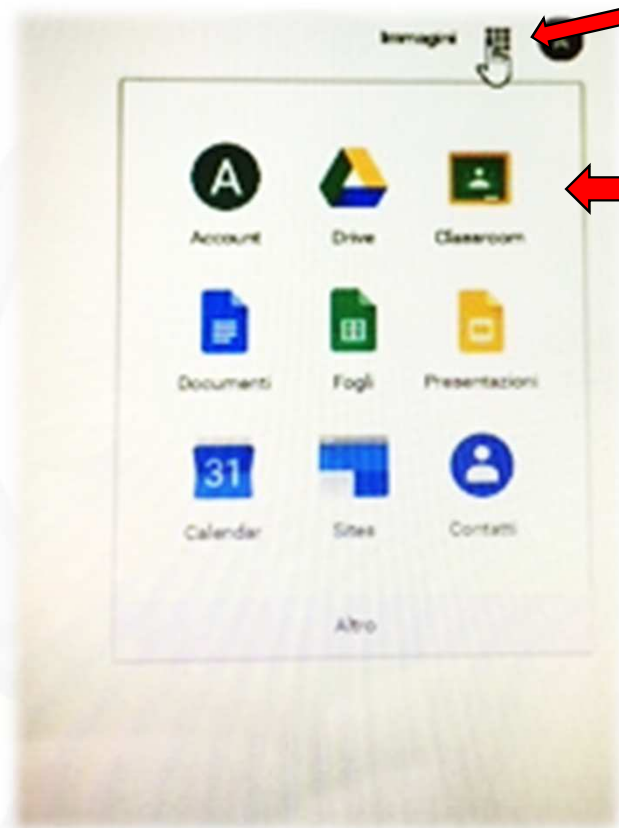 Immagini
A
Account Drive Classroom
Documenti Fogli Presentazioni
31
Calendar Sites Contatti
Altro